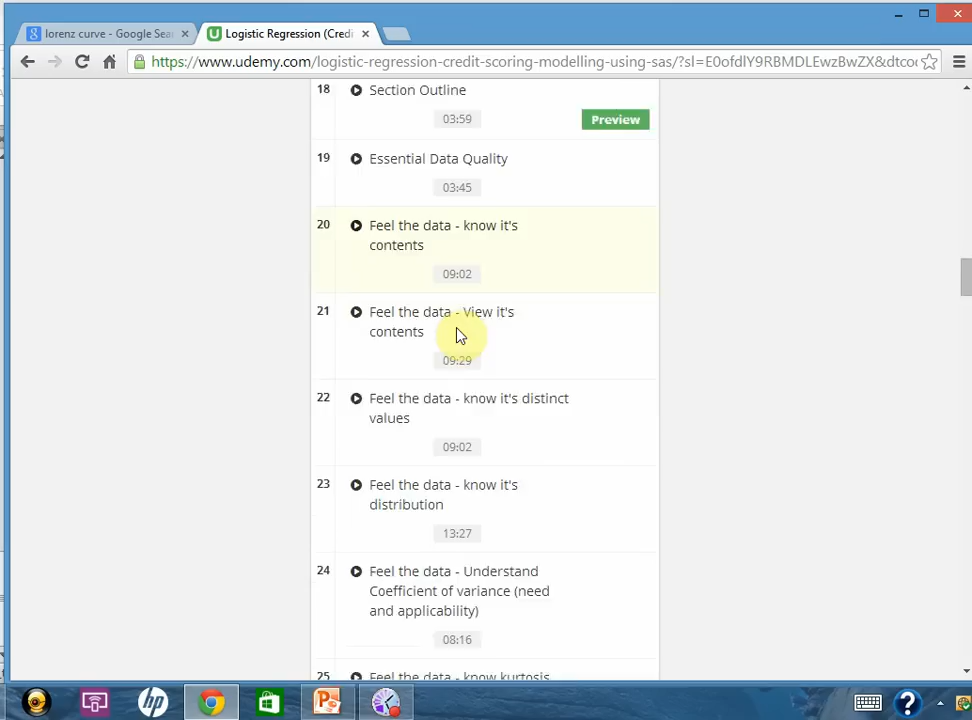 lorenz curve - Google Sea
Logistic Regression (Credi
https://www.udemy.com/logistic-regression-credit-scoring-modelling-using-sas/?sl=E0ofdlY9RBMDLEwzBwZX&dtcoc
18 Section Outline
03:59
Preview
19 Essential Data Quality
03:45
20 Feel the data - know it's
contents
09:02
21 Feel the data - View it's
contents
09:29
22 Feel the data - know it's distinct
values
09:02
23 Feel the data - know it's
distribution
13:27
24 Feel the data - Understand
Coefficient of variance (need
and applicability)
08:16
25 Feel the data - know kurtosis